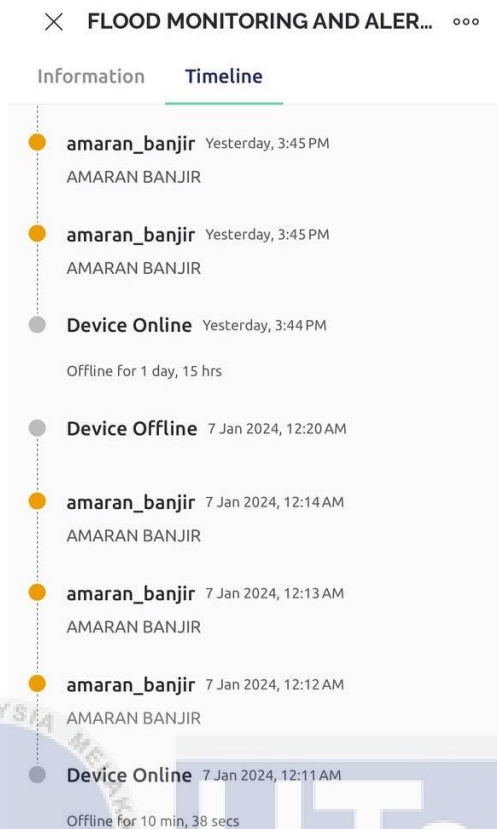 FLOOD MONITORING AND ALER...
Information Timeline
amaran_banjir Yesterday, 3:45 PM
AMARAN BANJIR
amaran_banjir Yesterday, 3:45 PM
AMARAN BANJIR
Device Online Yesterday, 3:44 PM
Offline for 1 day, 15 hrs
Device Offline 7 Jan 2024, 12:20 AM
amaran_banjir 7 Jan 2024, 12:14 AM
AMARAN BANJIR
amaran_banjir 7 Jan 2024, 12:13 AM
AMARAN BANJIR
amaran_banjir 7 Jan 2024, 12:12 AM
AMARAN BANJIR
Device Online 7 Jan 2024, 12:11 AM
Offline for 10 min, 38 secs